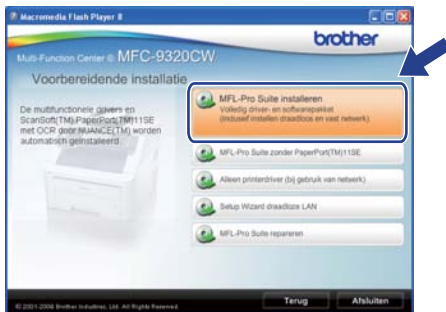 Macromedia Flash Player 8
brother
Multi-Function Center ® MFC-9320CW
Voorbereidende installatie
De multifunctionele drivers en
ScanSoft(TM) PaperPort(TM)11SE
met OCR door NUANCE(TM) worden
automatisch geïnstalleerd.
MFL-Pro Suite installeren
Volledig driver- en softwarepakket
(inclusief instellen draadloos en vast netwerk)
MFL-Pro Suite zonder PaperPort(TM)11SE
Alleen printerdriver (bij gebruik van netwerk)
Setup Wizard draadloze LAN
MFL-Pro Suite repareren
© 2001-2008 Brother Industries, Ltd. All Rights Reserved.
Terug
Afsluiten